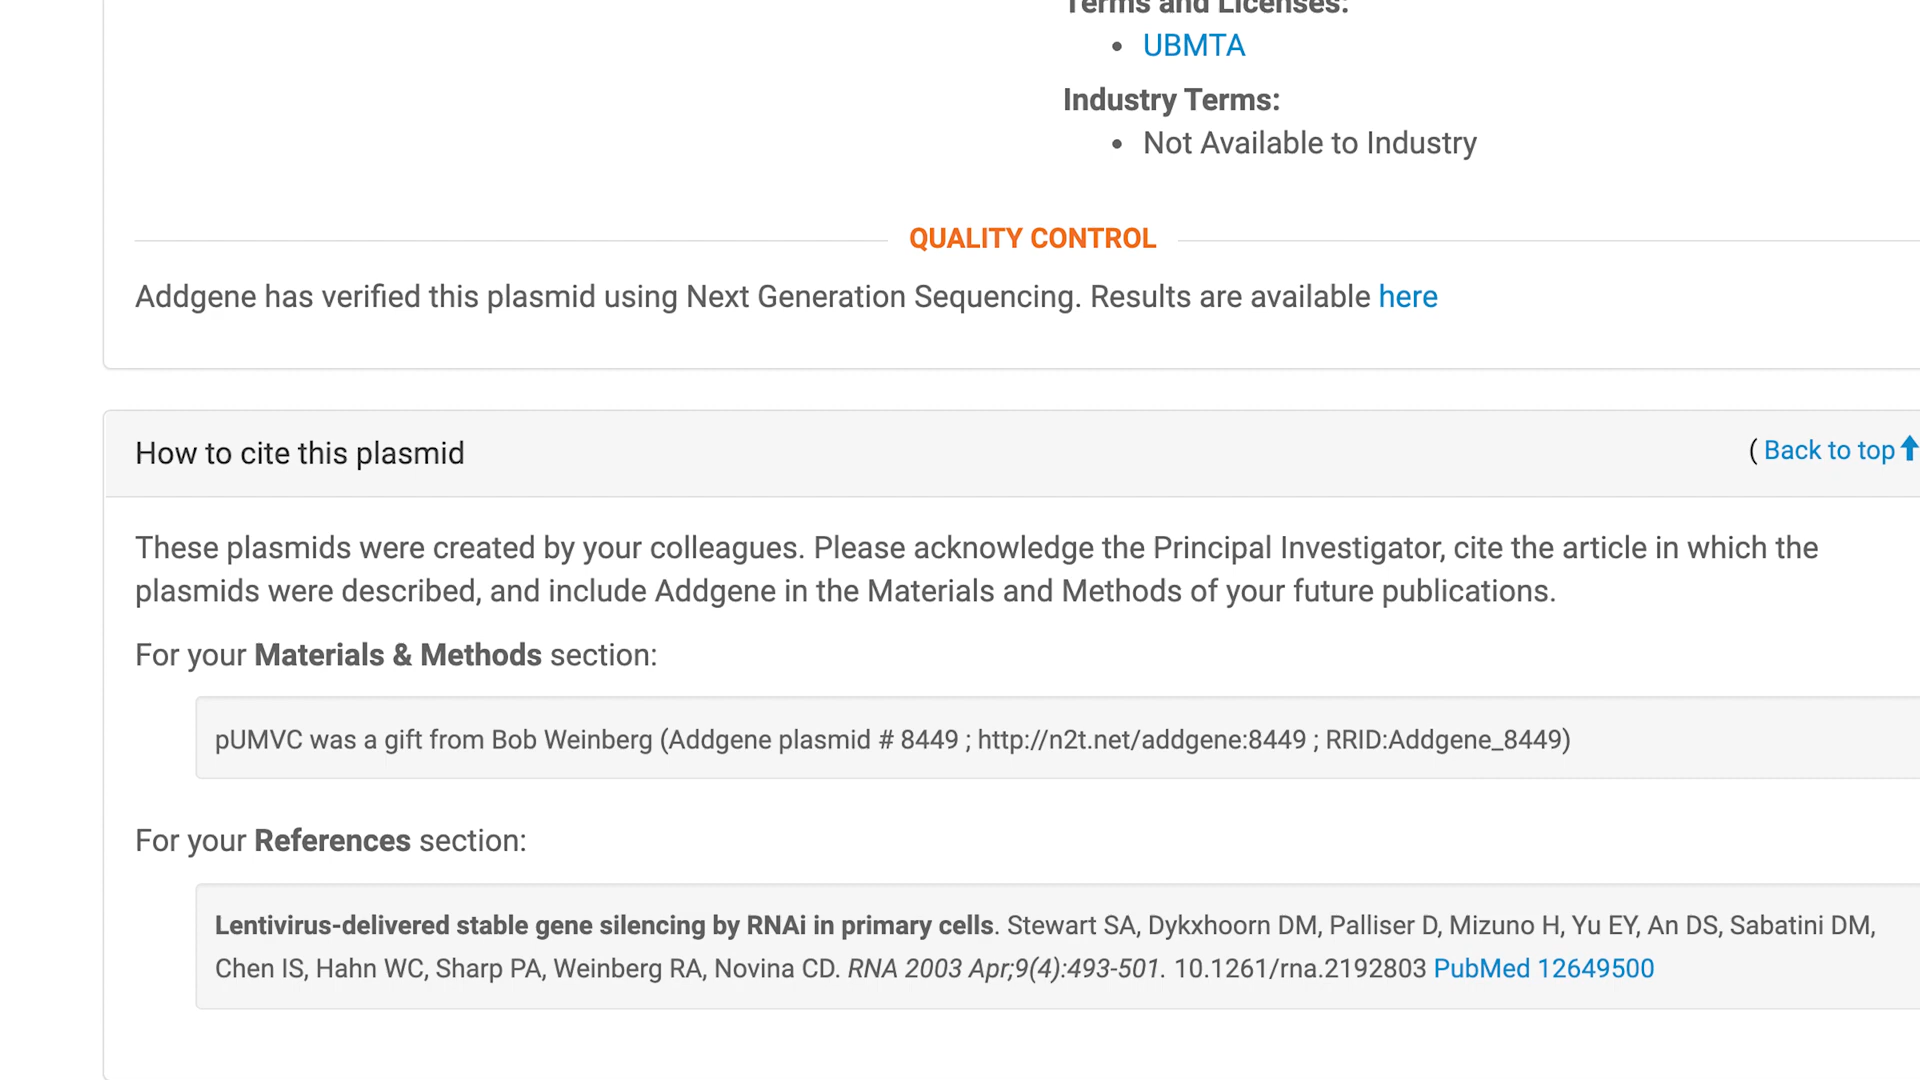 Terms and Licenses:
UBMTA
Industry Terms:
Not Available to Industry
QUALITY CONTROL
Addgene has verified this plasmid using Next Generation Sequencing. Results are available here
How to cite this plasmid
( Back to top
These plasmids were created by your colleagues. Please acknowledge the Principal Investigator, cite the article in which the
plasmids were described, and include Addgene in the Materials and Methods of your future publications.
For your Materials & Methods section:
pUMVC was a gift from Bob Weinberg (Addgene plasmid # 8449 ; http://n2t.net/addgene:8449 ; RRID:Addgene_8449)
For your References section:
Lentivirus-delivered stable gene silencing by RNAi in primary cells. Stewart SA, Dykxhoorn DM, Palliser D, Mizuno H, Yu EY, An DS, Sabatini DM,
Chen IS, Hahn WC, Sharp PA, Weinberg RA, Novina CD. RNA 2003 Apr;9(4):493-501. 10.1261/rna.2192803 PubMed 12649500